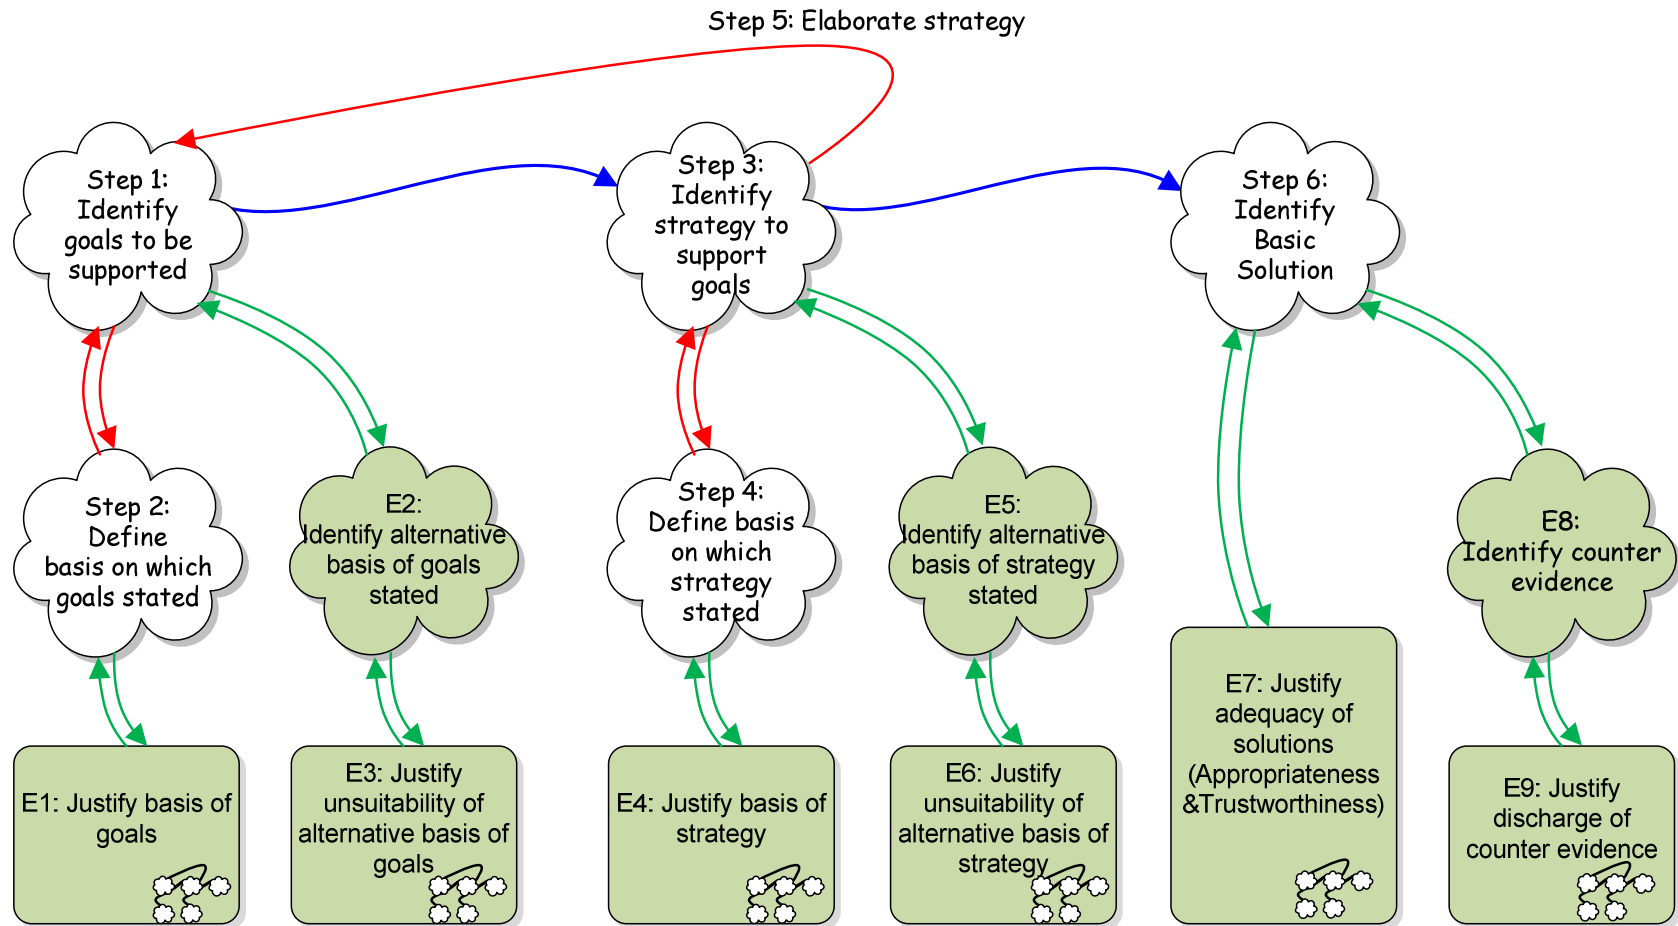 Step 5: Elaborate strategy
Step 1:
Identify
goals to be
supported
Step 3:
Identify
strategy to
support
goals
Step 6:
Identify
Basic
Solution
Step 2:
Define
basis on which
goals stated
E2:
Identify alternative
basis of goals
stated
Step 4:
Define basis
on which
strategy
stated
E5:
Identify alternative
basis of strategy
stated
E8:
Identify counter
evidence
E1: Justify basis of
goals
E3: Justify
unsuitability of
alternative basis of
goals
E4: Justify basis of
strategy
E6: Justify
unsuitability of
alternative basis of
strategy
E7: Justify
adequacy of
solutions
(Appropriateness
&Trustworthiness)
E9: Justify
discharge of
counter evidence